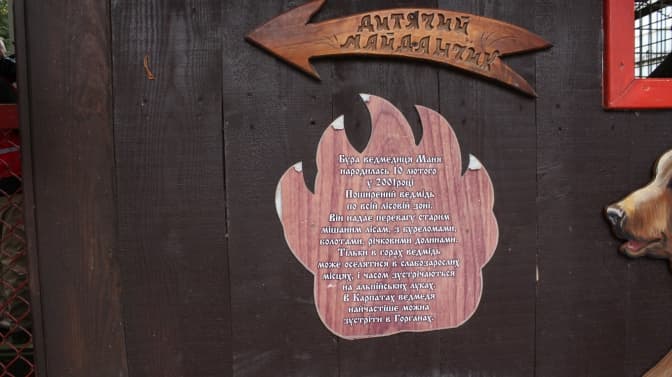 ДИТЯЧИЙ
МАЙДАНЧИК
Бура ведмедиця Маня
народилась 10 лютого
у 2001році
Поширений ведмідь
по всій лісовій зоні.
Він надає перевагу старим
мішаним лісам, з буреломами,
болотами, річковими долинами.
Тільки в горах ведмідь
може оселятися в слабозарослих
місцях, і часом зустрічаються
на альпійських луках.
В Карпатах ведмедя
найчастіше можна
зустріти в Горганах.